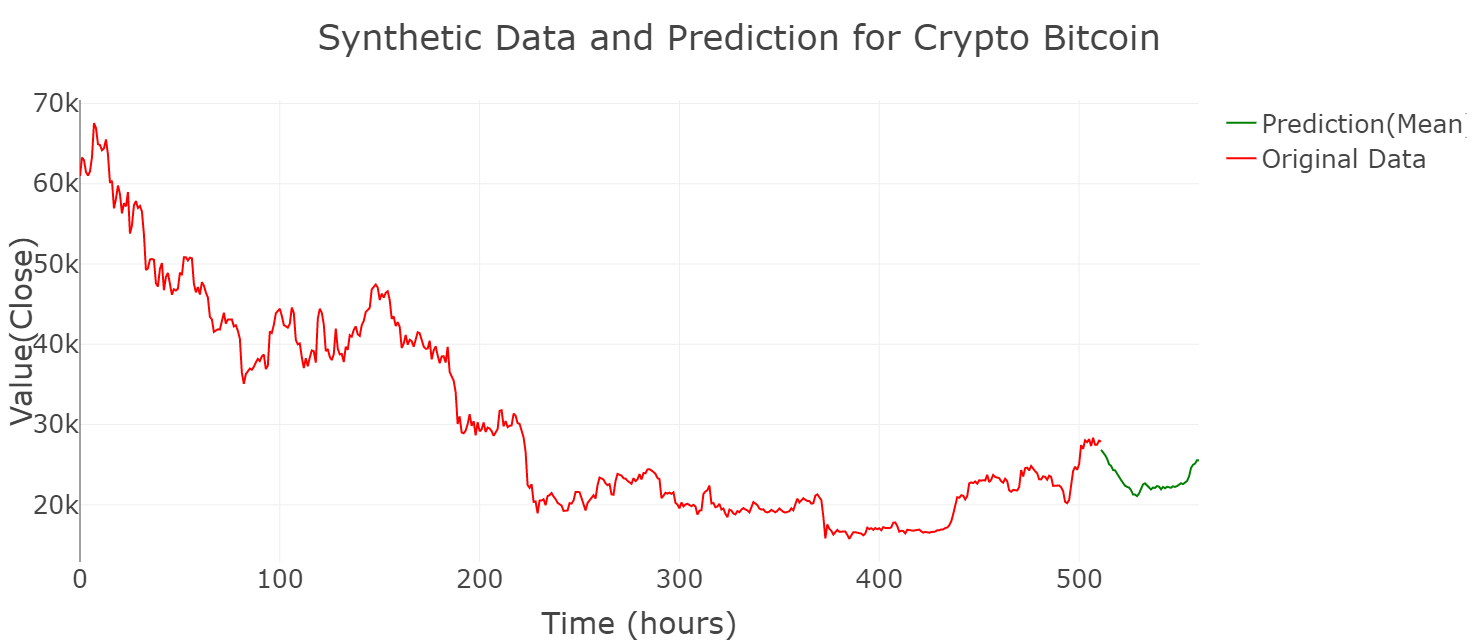 Synthetic Data and Prediction for Crypto Bitcoin
70k
60k
50k
40k
30k
20k
Value(Close)
0 100 200 300 400 500
Time (hours)
Prediction(Mean)
Original Data